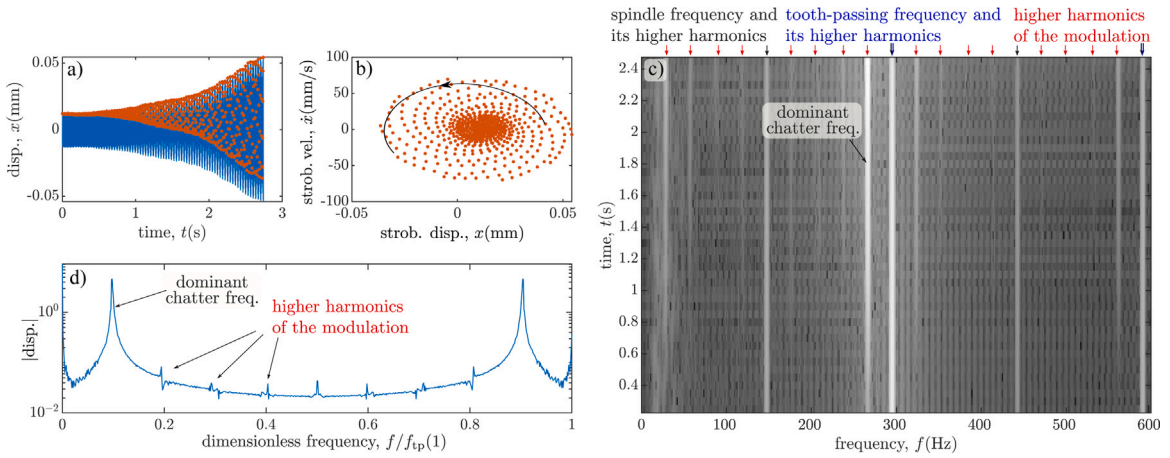 a)
disp., x(mm)
0.05
0
-0.05
0
1
2
3
time, t(s)
b)
strob. vel., ẋ(mm/s)
100
50
0
-50
-100
-0.05
0
0.05
strob. disp., x(mm)
spindle frequency and
its higher harmonics
tooth-passing frequency and
its higher harmonics
higher harmonics
of the modulation
c)
dominant
chatter freq.
time, t(s)
2.4
2.2
2
1.8
1.6
1.4
1.2
1
0.8
0.6
0.4
0
100
200
300
400
500
600
frequency, f(Hz)
d)
dominant
chatter freq.
higher harmonics
of the modulation
|disp.|
10⁰
10⁻²
0
0.2
0.4
0.6
0.8
1
dimensionless frequency, f/fₜₚ(1)